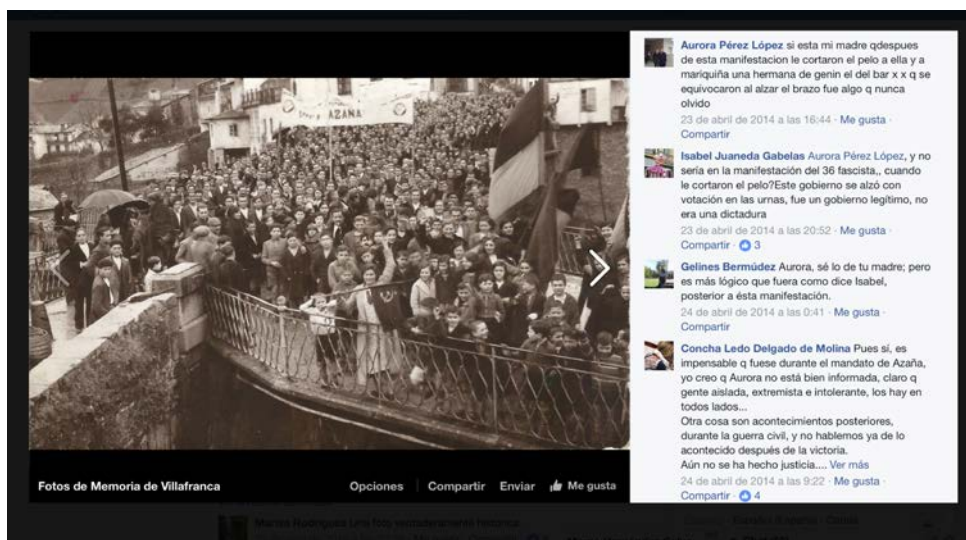 AZAÑA
Aurora Pérez López si esta mi madre qdespues
de esta manifestacion le cortaron el pelo a ella y a
mariquiña una hermana de genin el del bar x x q se
equivocaron al alzar el brazo fue algo q nunca
olvido
23 de abril de 2014 a las 16:44 · Me gusta ·
Compartir
Isabel Juaneda Gabelas Aurora Pérez López, y no
sería en la manifestación del 36 fascista,, cuando
le cortaron el pelo?Este gobierno se alzó con
votación en las urnas, fue un gobierno legítimo, no
era una dictadura
23 de abril de 2014 a las 20:52 · Me gusta ·
Compartir · 3
Gelines Bermúdez Aurora, sé lo de tu madre; pero
es más lógico que fuera como dice Isabel,
posterior a ésta manifestación.
24 de abril de 2014 a las 0:41 · Me gusta ·
Compartir
Concha Ledo Delgado de Molina Pues sí, es
impensable q fuese durante el mandato de Azaña,
yo creo q Aurora no está bien informada, claro q
gente aislada, extremista e intolerante, los hay en
todos lados...
Otra cosa son acontecimientos posteriores,
durante la guerra civil, y no hablemos ya de lo
acontecido después de la victoria.
Aún no se ha hecho justicia.... Ver más
24 de abril de 2014 a las 9:22 · Me gusta ·
Compartir · 4
Fotos de Memoria de Villafranca
Opciones Compartir Enviar Me gusta